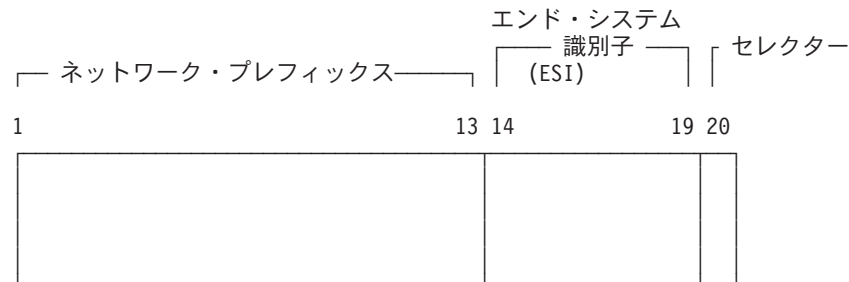 エンド・システム
識別子
セレクター
ネットワーク・プレフィックス
(ESI)
1 13 14 19 20